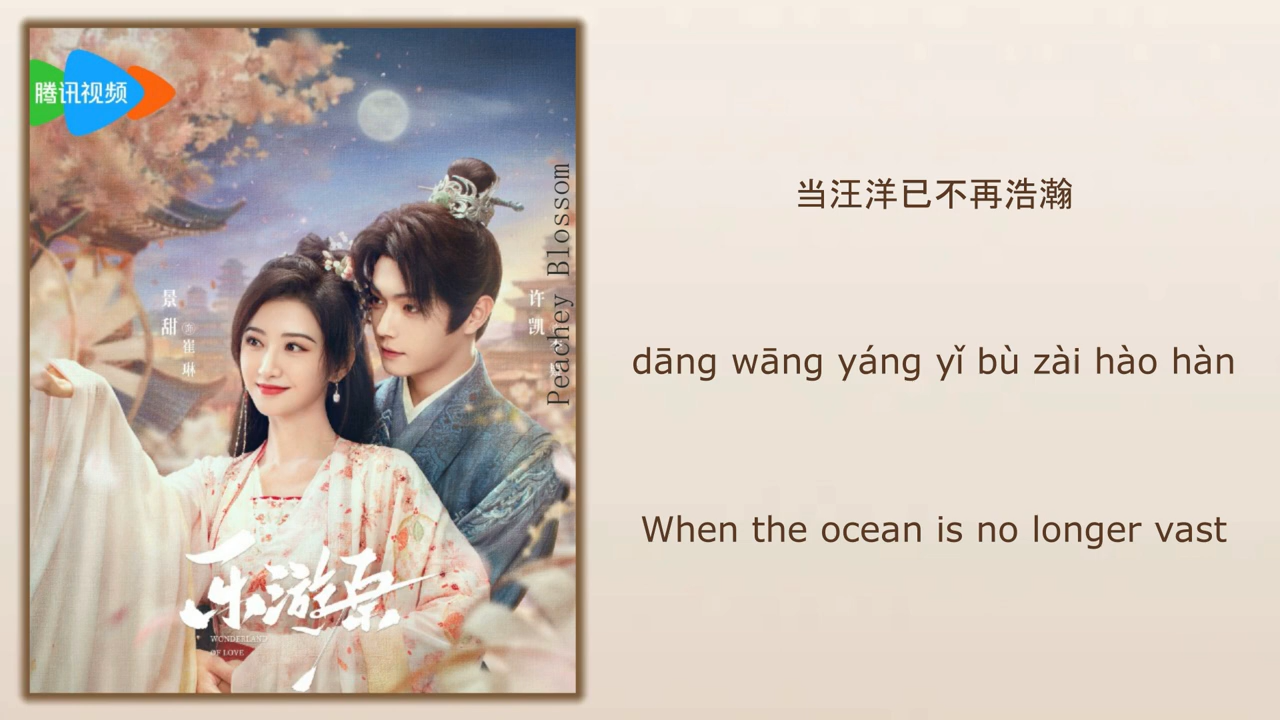 腾讯视频
Peachey Blossom
景甜
崔琳
许凯
乐游原
WONDERLAND
OF LOVE
当汪洋已不再浩瀚
dāng wāng yáng yǐ bù zài hào hàn
When the ocean is no longer vast